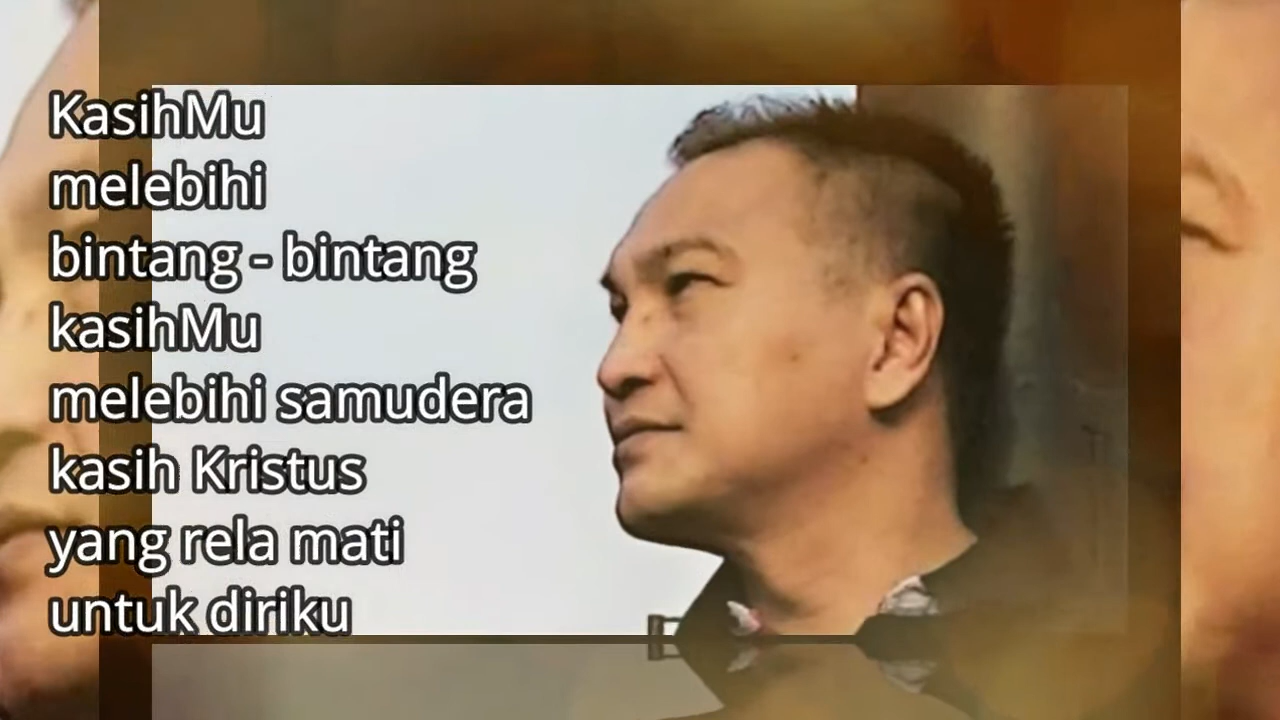 KasihMu
melebihi
bintang - bintang
kasihMu
melebihi samudera
kasih Kristus
yang rela mati
untuk diriku